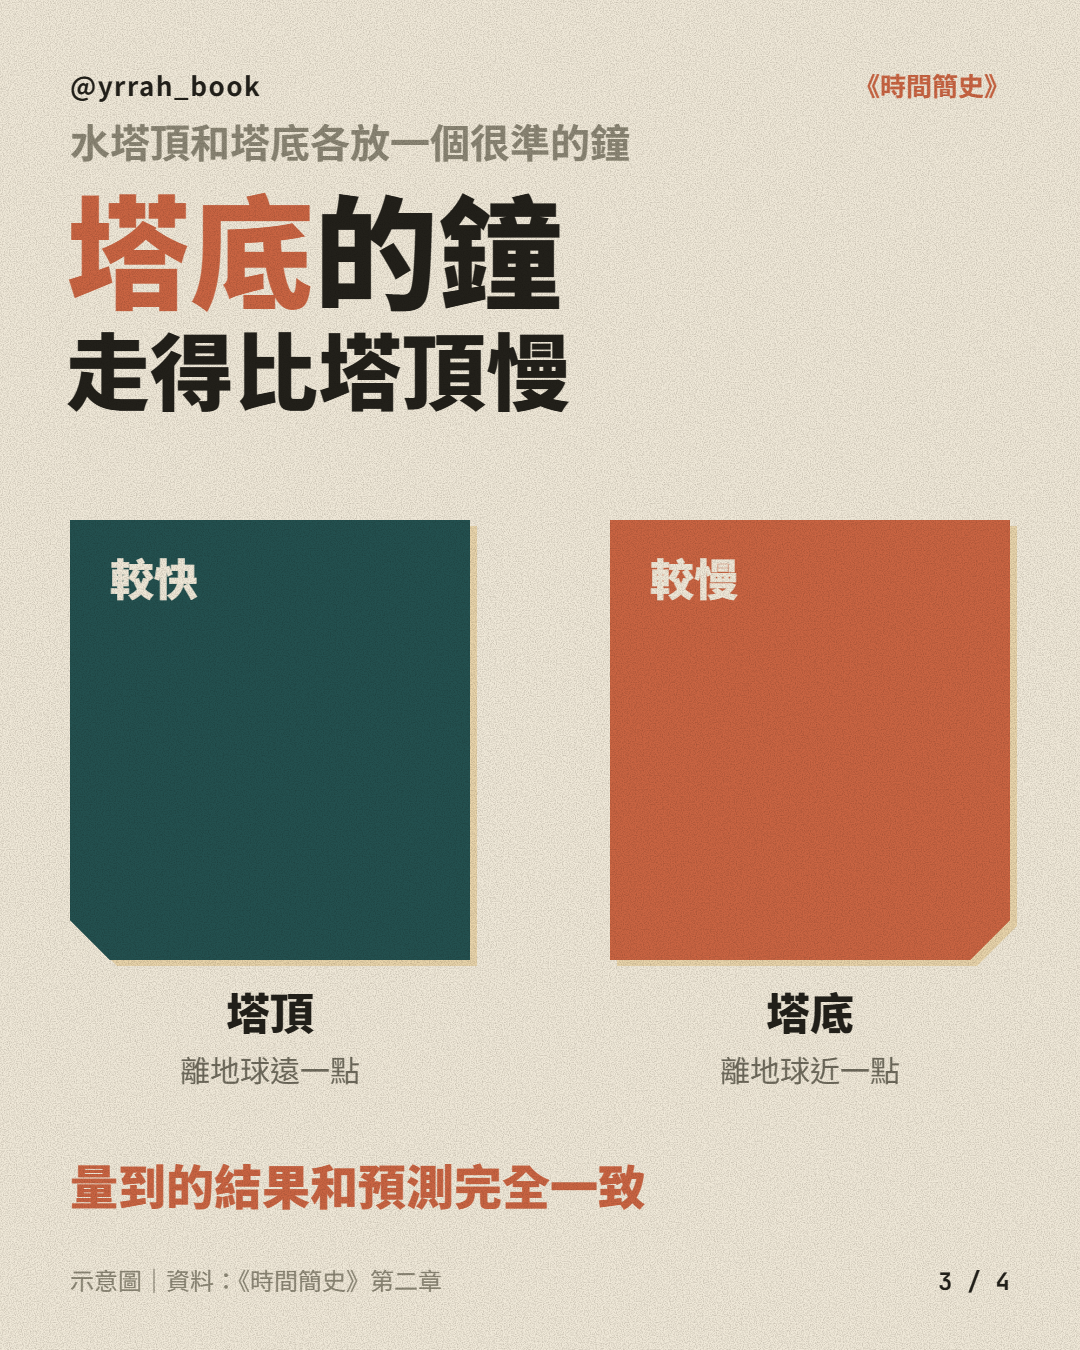 @yrrah_book
《時間簡史》
水塔頂和塔底各放一個很準的鐘
塔底的鐘
走得比塔頂慢
較快
較慢
塔頂
塔底
離地球遠一點
離地球近一點
量到的結果和預測完全一致
示意圖｜資料：《時間簡史》第二章
3 / 4